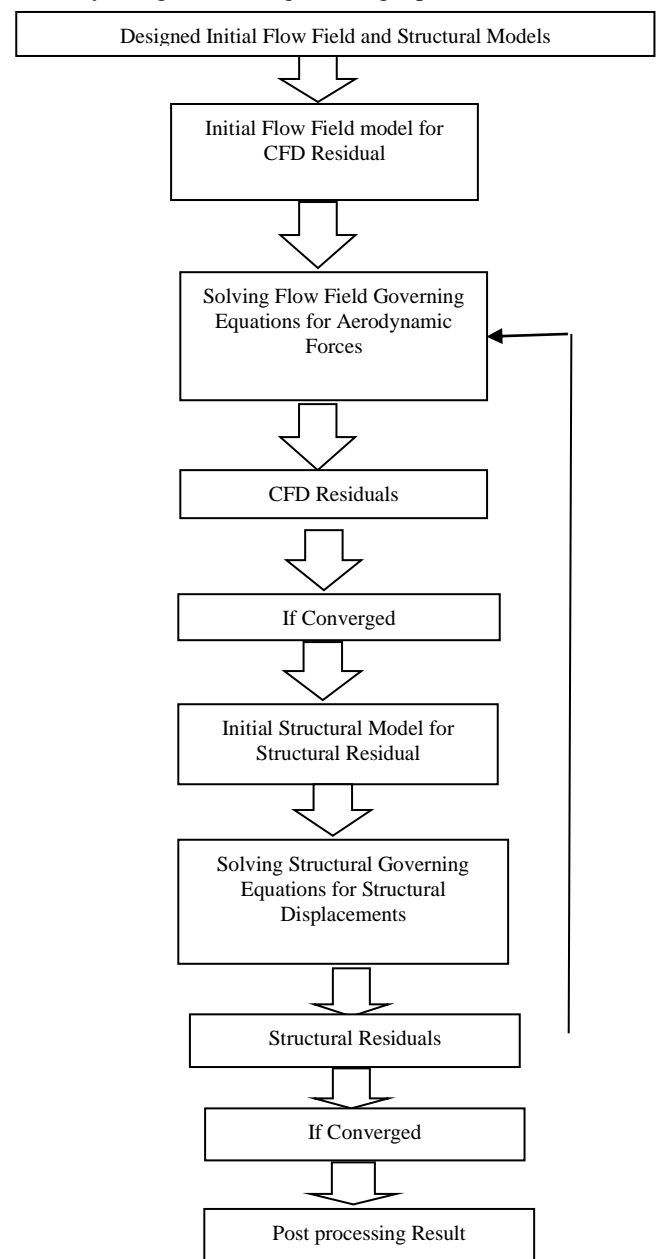 Designed Initial Flow Field and Structural Models
Initial Flow Field model for
CFD Residual
Solving Flow Field Governing
Equations for Aerodynamic
Forces
CFD Residuals
If Converged
Initial Structural Model for
Structural Residual
Solving Structural Governing
Equations for Structural
Displacements
Structural Residuals
If Converged
Post processing Result